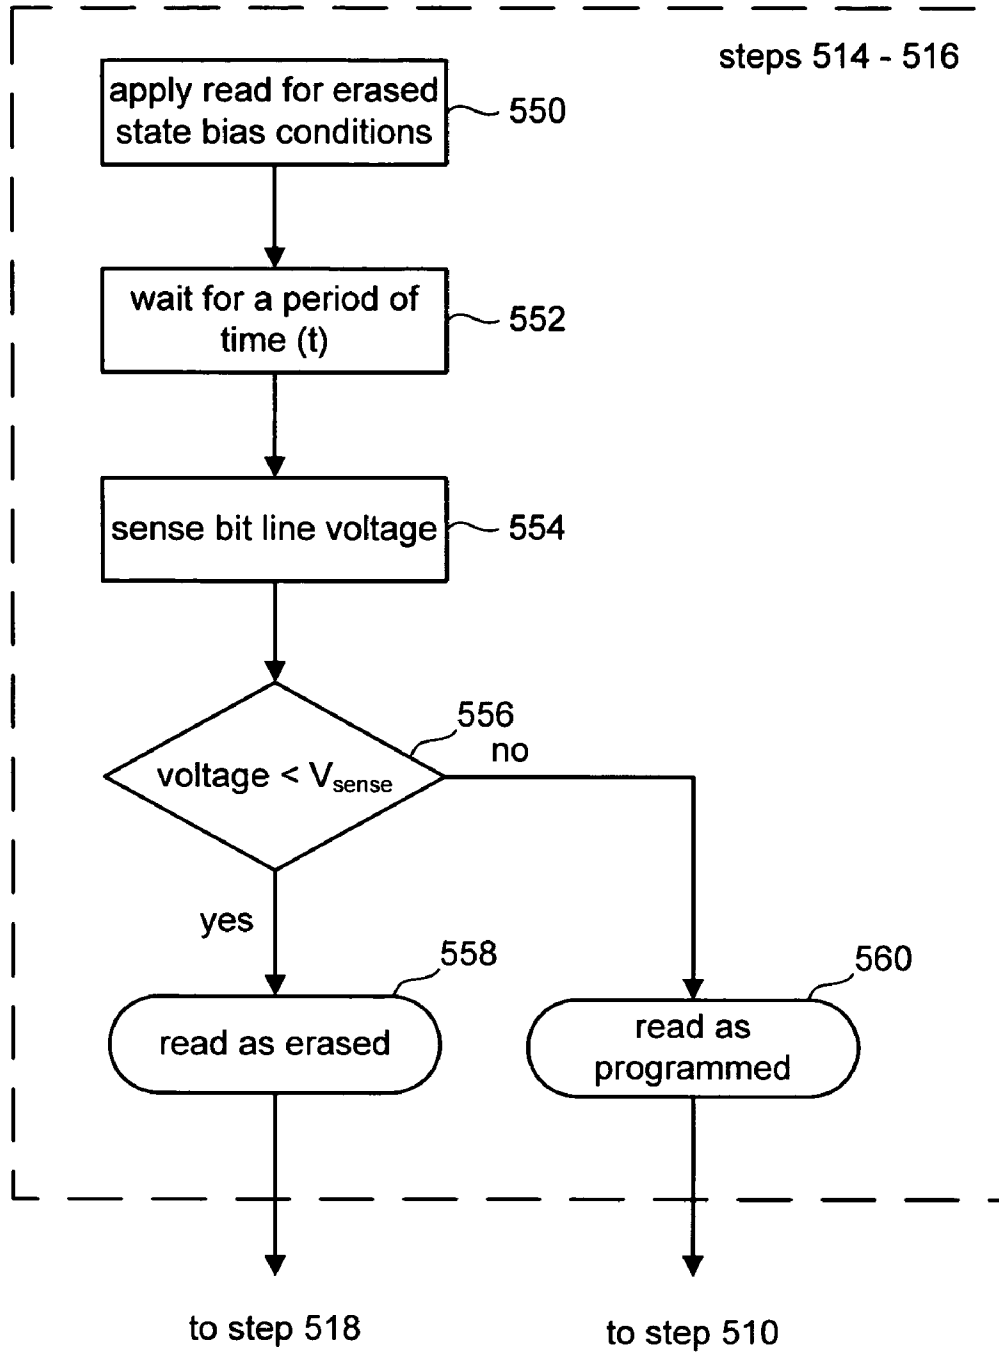 steps 514 - 516
apply read for erased
state bias conditions
550
wait for a period of
time (t)
552
sense bit line voltage
554
556
voltage < Vsense
no
yes
558
read as erased
560
read as
programmed
to step 518
to step 510